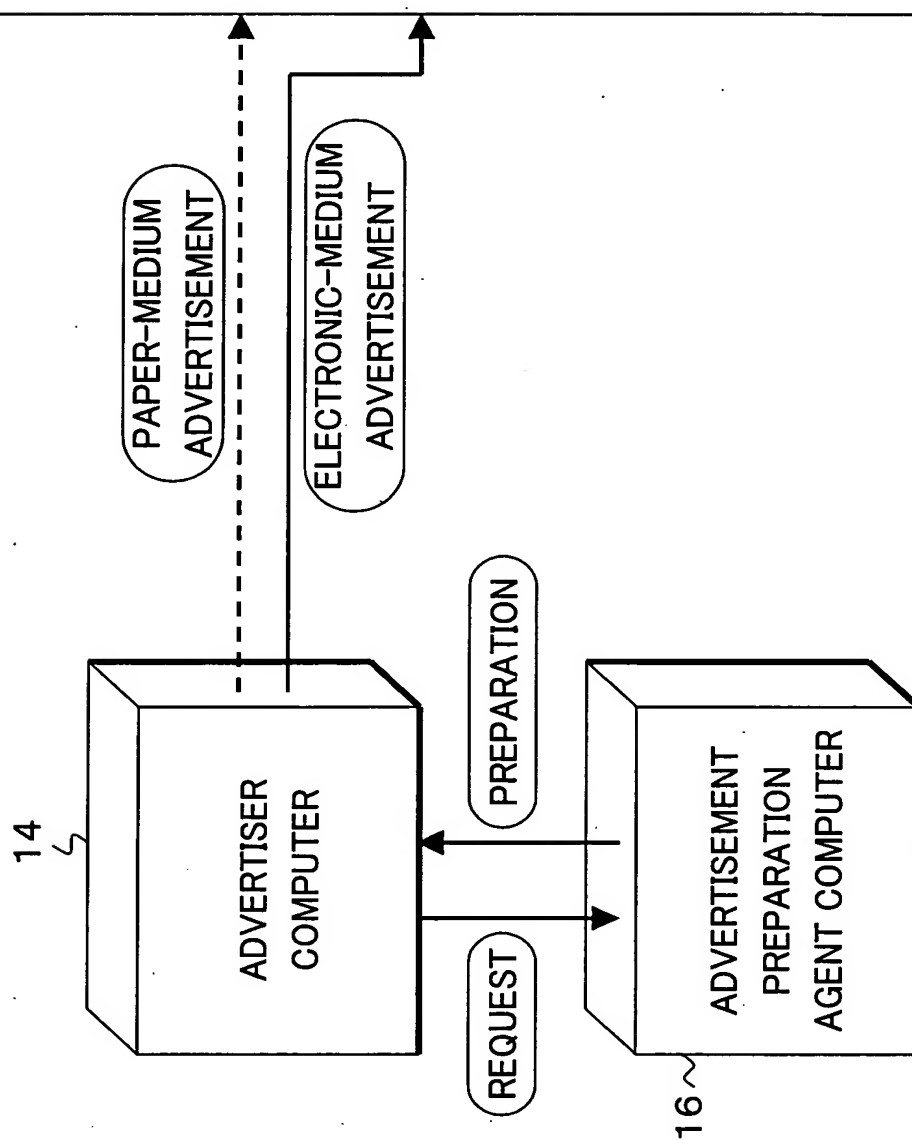 14
ADVERTISER
COMPUTER
PAPER-MEDIUM
ADVERTISEMENT
ELECTRONIC-MEDIUM
ADVERTISEMENT
REQUEST
PREPARATION
16
ADVERTISEMENT
PREPARATION
AGENT COMPUTER